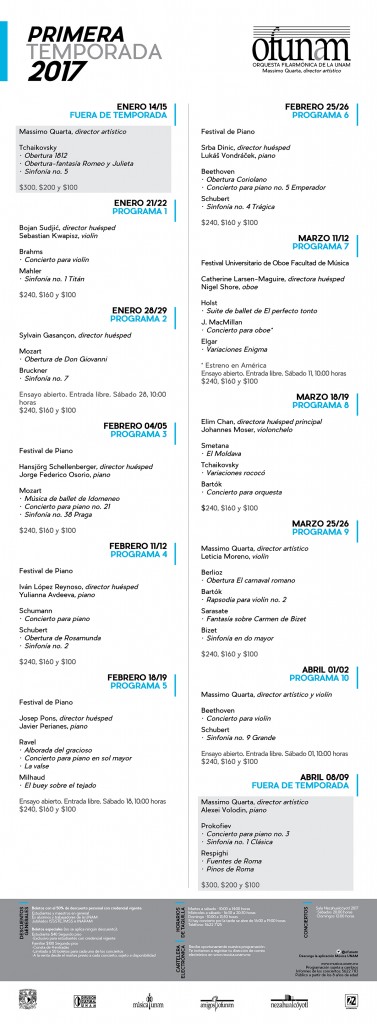 PRIMERA
TEMPORADA
2017
ofunam
ORQUESTA FILARMÓNICA DE LA UNAM
Massimo Quarta, director artístico
ENERO 14/15
FUERA DE TEMPORADA
Massimo Quarta, director artístico
Tchaikovsky
· Obertura 1812
· Obertura-fantasía Romeo y Julieta
· Sinfonía no. 5
$300, $200 y $100
ENERO 21/22
PROGRAMA 1
Bojan Sudjić, director huésped
Sebastian Kwapisz, violín
Brahms
· Concierto para violín
Mahler
· Sinfonía no. 1 Titán
$240, $160 y $100
ENERO 28/29
PROGRAMA 2
Sylvain Gasançon, director huésped
Mozart
· Obertura de Don Giovanni
Bruckner
· Sinfonía no. 7
Ensayo abierto. Entrada libre. Sábado 28, 10:00
horas
$240, $160 y $100
FEBRERO 04/05
PROGRAMA 3
Festival de Piano
Hansjörg Schellenberger, director huésped
Jorge Federico Osorio, piano
Mozart
· Música de ballet de Idomeneo
· Concierto para piano no. 21
· Sinfonía no. 38 Praga
$240, $160 y $100
FEBRERO 11/12
PROGRAMA 4
Festival de Piano
Iván López Reynoso, director huésped
Yulianna Avdeeva, piano
Schumann
· Concierto para piano
Schubert
· Obertura de Rosamunda
· Sinfonía no. 2
$240, $160 y $100
FEBRERO 18/19
PROGRAMA 5
Festival de Piano
Josep Pons, director huésped
Javier Perianes, piano
Ravel
· Alborada del gracioso
· Concierto para piano en sol mayor
· La valse
Milhaud
· El buey sobre el tejado
Ensayo abierto. Entrada libre. Sábado 18, 10:00 horas
$240, $160 y $100
FEBRERO 25/26
PROGRAMA 6
Festival de Piano
Srba Dinic, director huésped
Lukáš Vondráček, piano
Beethoven
· Obertura Coriolano
· Concierto para piano no. 5 Emperador
Schubert
· Sinfonía no. 4 Trágica
$240, $160 y $100
MARZO 11/12
PROGRAMA 7
Festival Universitario de Oboe Facultad de Música
Catherine Larsen-Maguire, directora huésped
Nigel Shore, oboe
Holst
· Suite de ballet de El perfecto tonto
J. MacMillan
· Concierto para oboe*
Elgar
· Variaciones Enigma
* Estreno en América
Ensayo abierto. Entrada libre. Sábado 11, 10:00 horas
$240, $160 y $100
MARZO 18/19
PROGRAMA 8
Elim Chan, directora huésped principal
Johannes Moser, violonchelo
Smetana
· El Moldava
Tchaikovsky
· Variaciones rococó
Bartók
· Concierto para orquesta
$240, $160 y $100
MARZO 25/26
PROGRAMA 9
Massimo Quarta, director artístico
Leticia Moreno, violín
Berlioz
· Obertura El carnaval romano
Bartók
· Rapsodia para violín no. 2
Sarasate
· Fantasía sobre Carmen de Bizet
Bizet
· Sinfonía en do mayor
$240, $160 y $100
ABRIL 01/02
PROGRAMA 10
Massimo Quarta, director artístico y violín
Beethoven
· Concierto para violín
Schubert
· Sinfonía no. 9 Grande
Ensayo abierto. Entrada libre. Sábado 01, 10:00 horas
$240, $160 y $100
ABRIL 08/09
FUERA DE TEMPORADA
Massimo Quarta, director artístico
Alexei Volodin, piano
Prokofiev
· Concierto para piano no. 3
· Sinfonía no. 1 Clásica
Respighi
· Fuentes de Roma
· Pinos de Roma
$300, $200 y $100
DESCUENTOS
GENERALES
HORARIOS
DE TAQUILLA
CARTELERA
ELECTRÓNICA
CONCIERTOS
música|unam
nezahualcóyotl